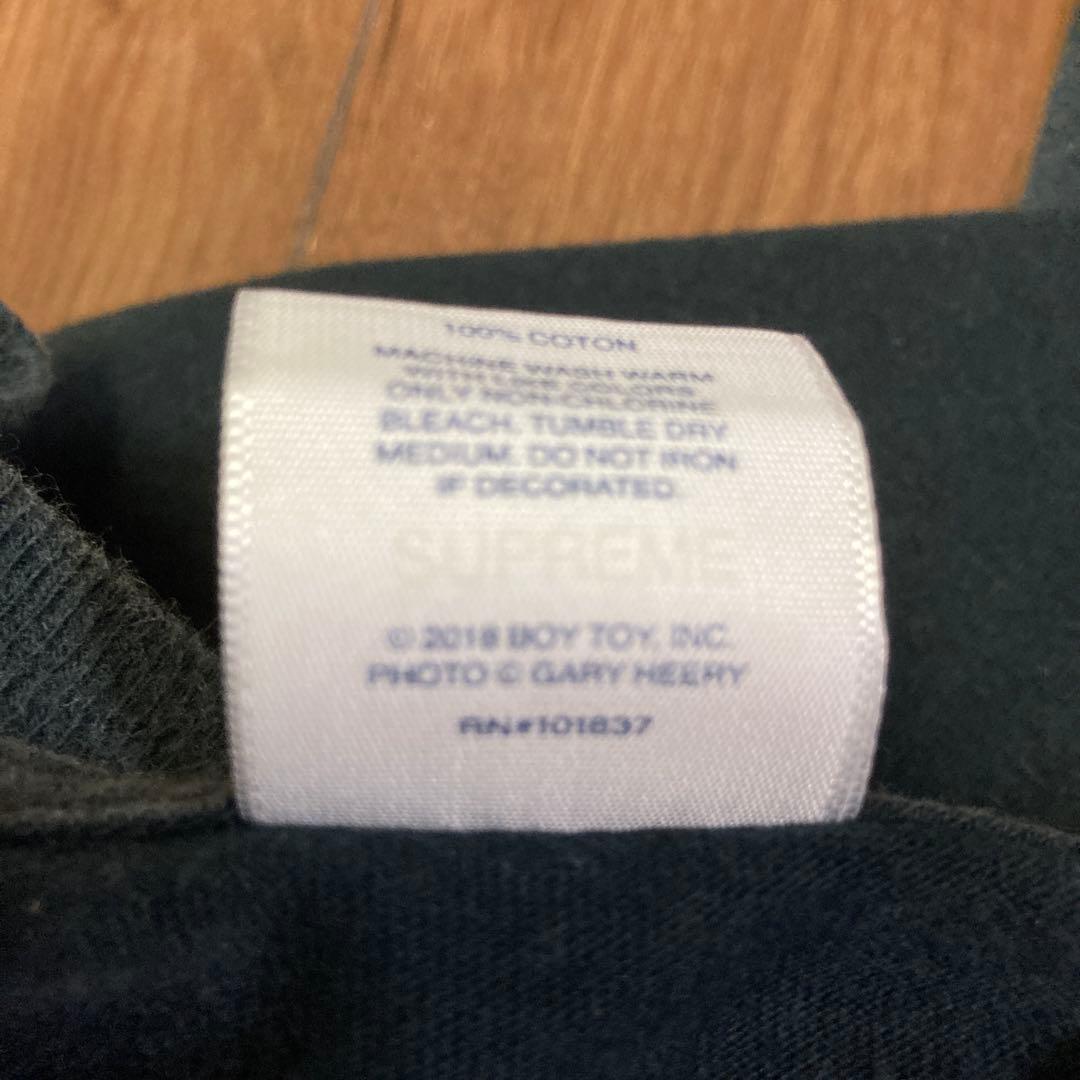 100% COTON
MACHINE WASH WARM
WITH LIKE COLORS
ONLY NON-CHLORINE
BLEACH. TUMBLE DRY
MEDIUM. DO NOT IRON
IF DECORATED.
SUPREME
© 2018 BOY TOY, INC.
PHOTO © GARY HEERY
RN#101837